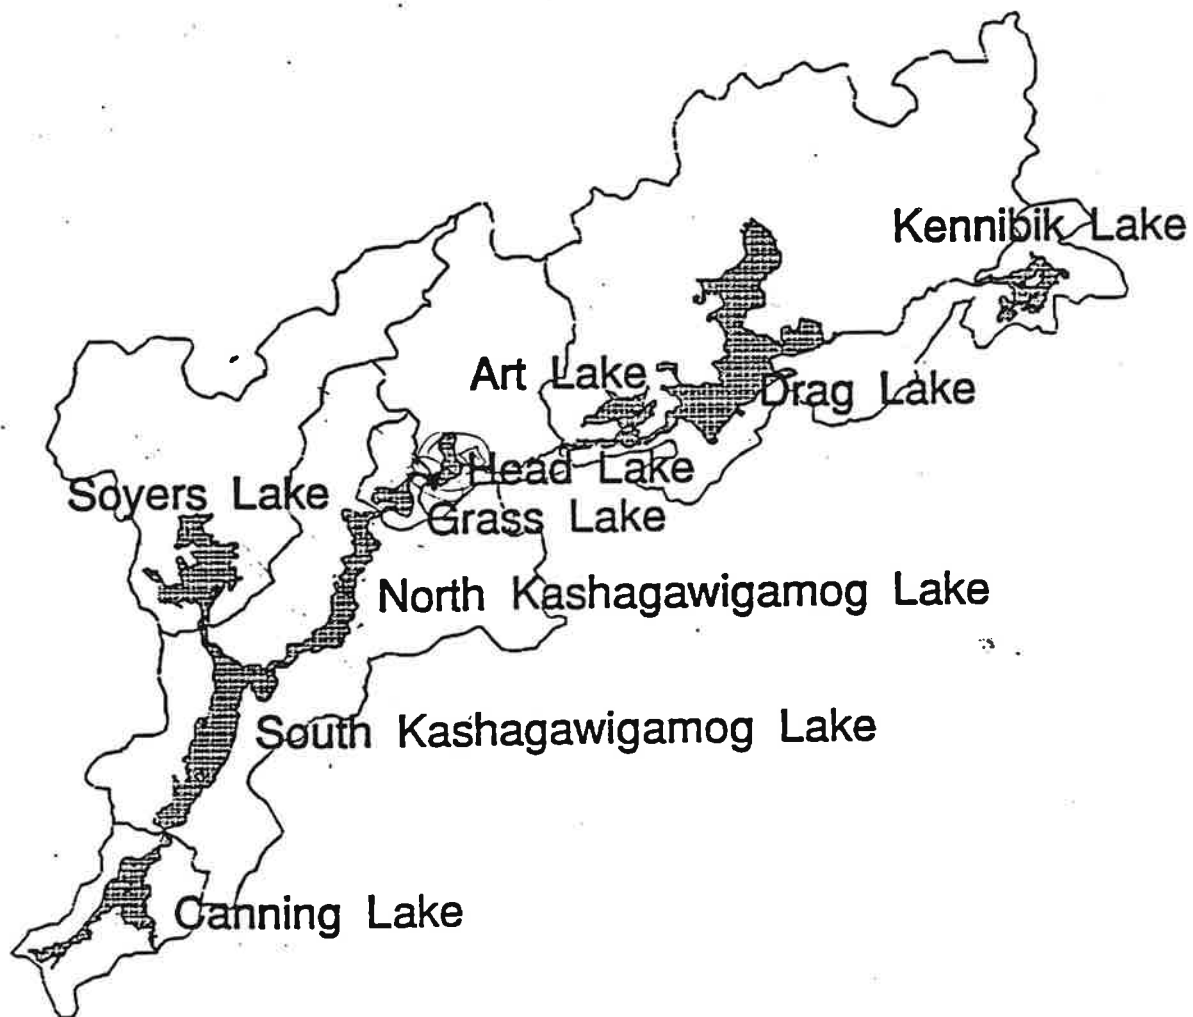 Kennibik Lake
Art Lake
Drag Lake
Head Lake
Soyers Lake
Grass Lake
North Kashagawigamog Lake
South Kashagawigamog Lake
Canning Lake